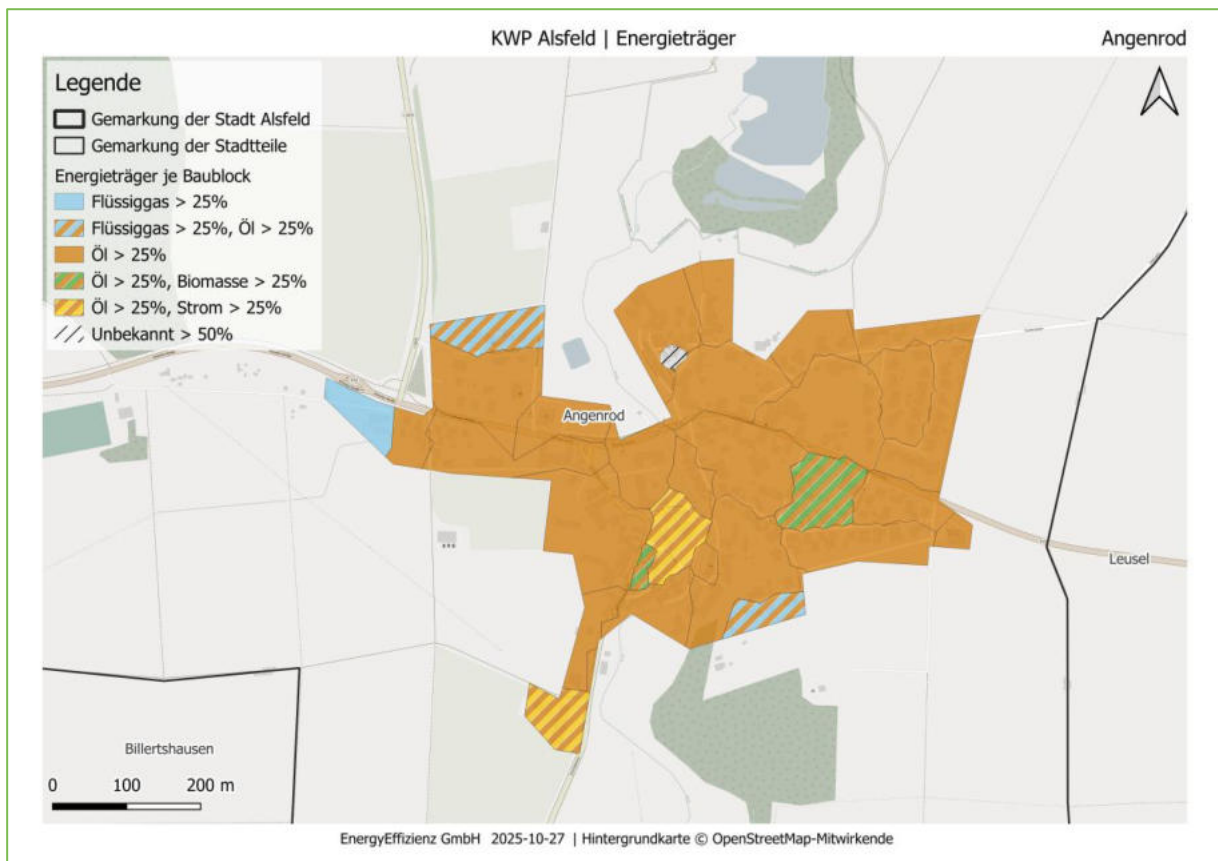 KWP Alsfeld | Energieträger
Angenrod
Legende
Gemarkung der Stadt Alsfeld
Gemarkung der Stadtteile
Energieträger je Baublock
Flüssiggas > 25%
Flüssiggas > 25%, Öl > 25%
Öl > 25%
Öl > 25%, Biomasse > 25%
Öl > 25%, Strom > 25%
Unbekannt > 50%
Angenrod
Leusel
Billertshausen
0 100 200 m
EnergyEffizienz GmbH 2025-10-27 | Hintergrundkarte © OpenStreetMap-Mitwirkende